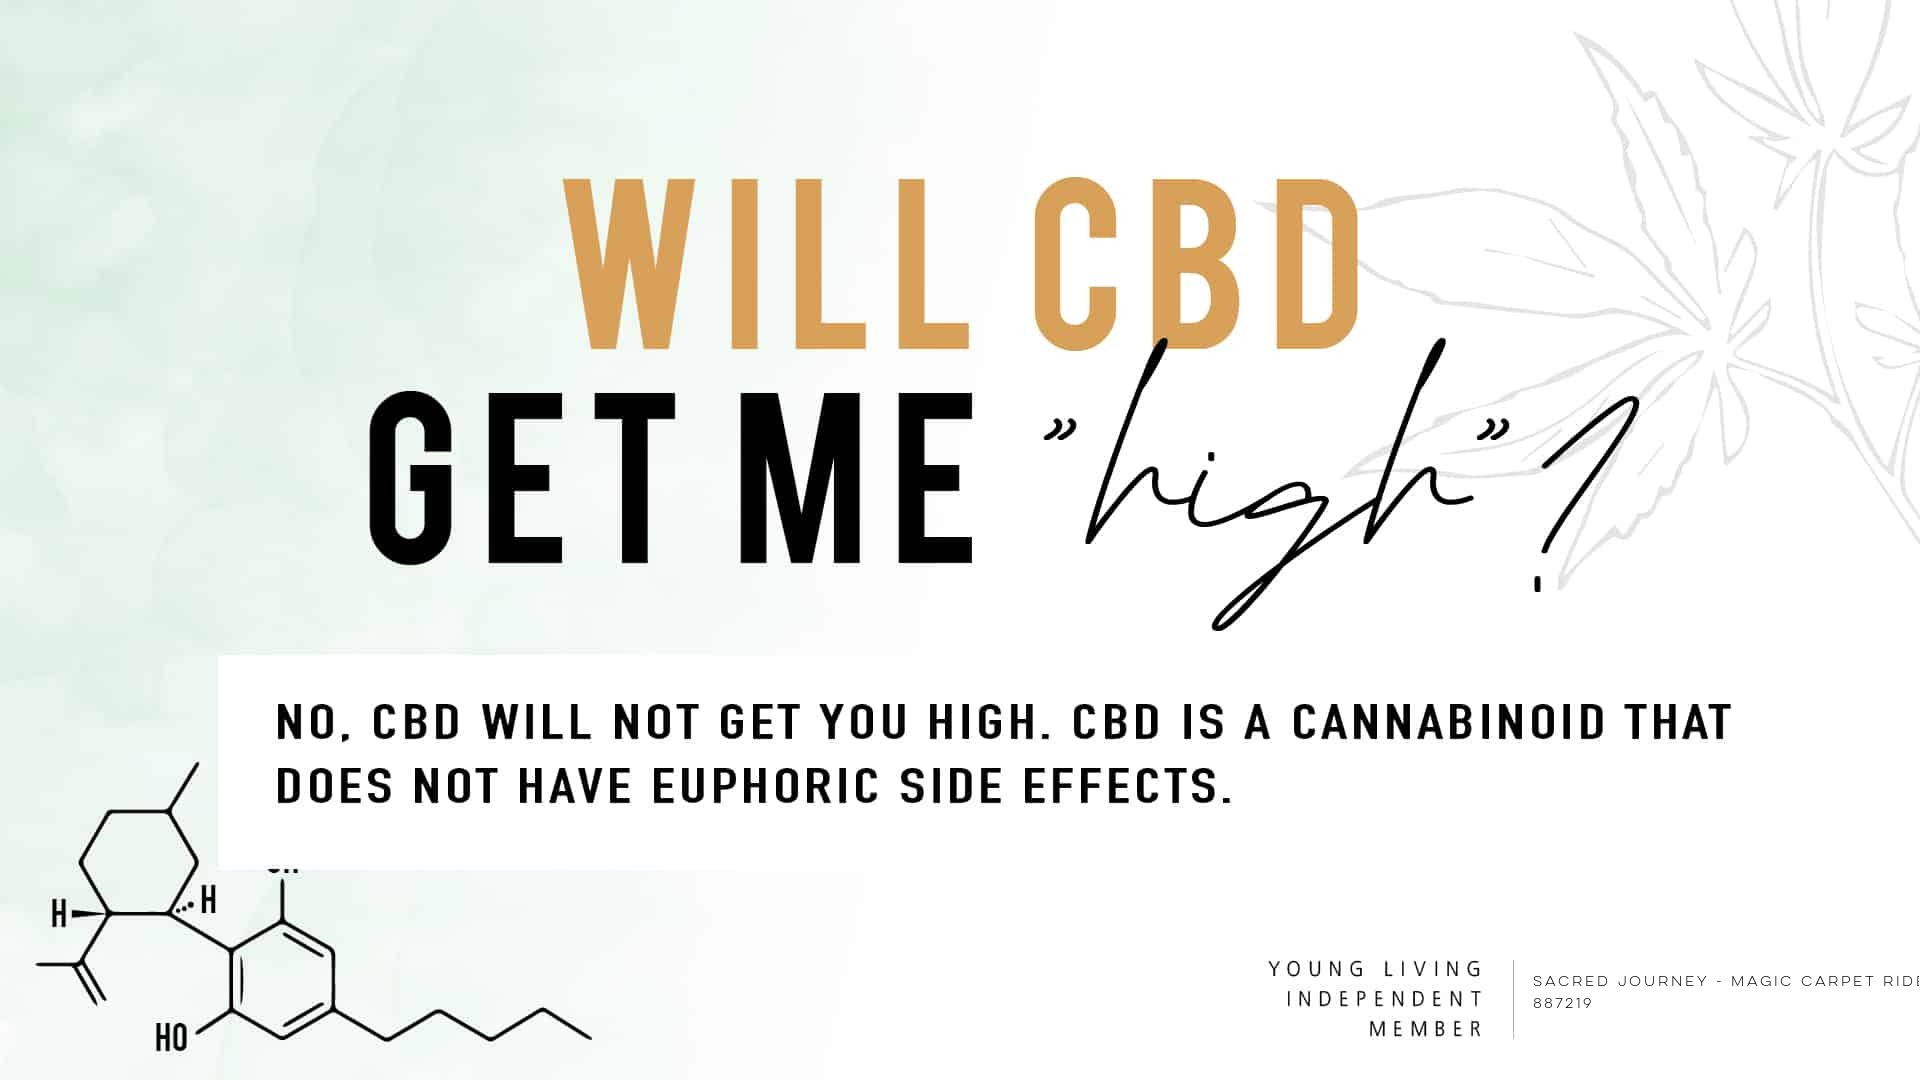 WILL CBD
GET ME "high"?
NO, CBD WILL NOT GET YOU HIGH. CBD IS A CANNABINOID THAT
DOES NOT HAVE EUPHORIC SIDE EFFECTS.
H
H
HO
YOUNG LIVING
INDEPENDENT
MEMBER
SACRED JOURNEY - MAGIC CARPET RIDE
887219